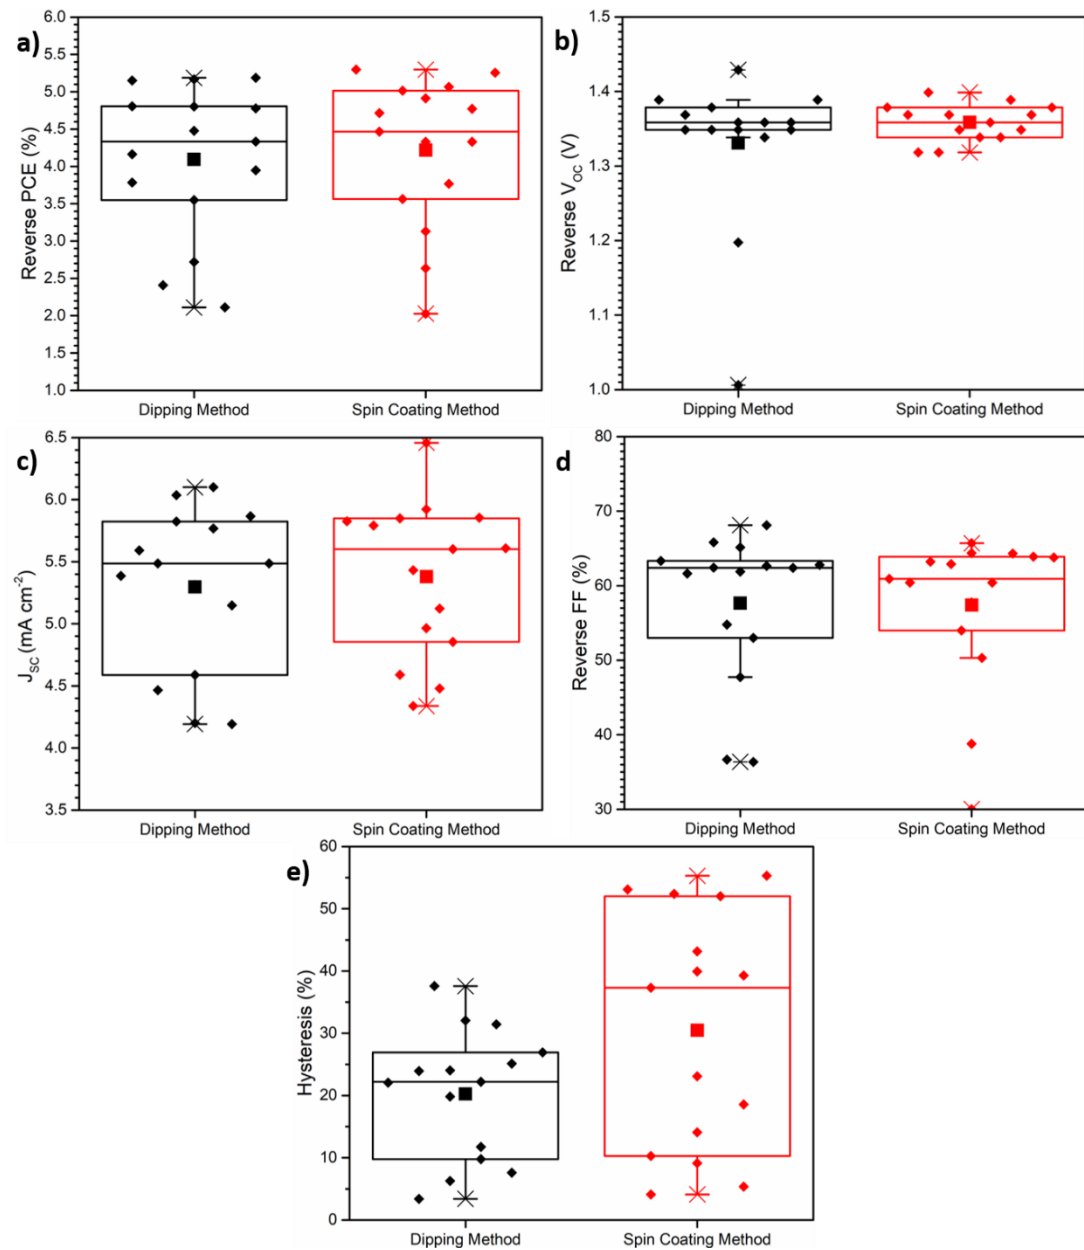 a)
Reverse PCE (%)
6.0
5.5
5.0
4.5
4.0
3.5
3.0
2.5
2.0
1.5
1.0
Dipping Method
Spin Coating Method
b)
Reverse VOC (V)
1.5
1.4
1.3
1.2
1.1
1.0
Dipping Method
Spin Coating Method
c)
JSC (mA cm-2)
6.5
6.0
5.5
5.0
4.5
4.0
3.5
Dipping Method
Spin Coating Method
d)
Reverse FF (%)
80
70
60
50
40
30
Dipping Method
Spin Coating Method
e)
Hysteresis (%)
60
50
40
30
20
10
0
Dipping Method
Spin Coating Method